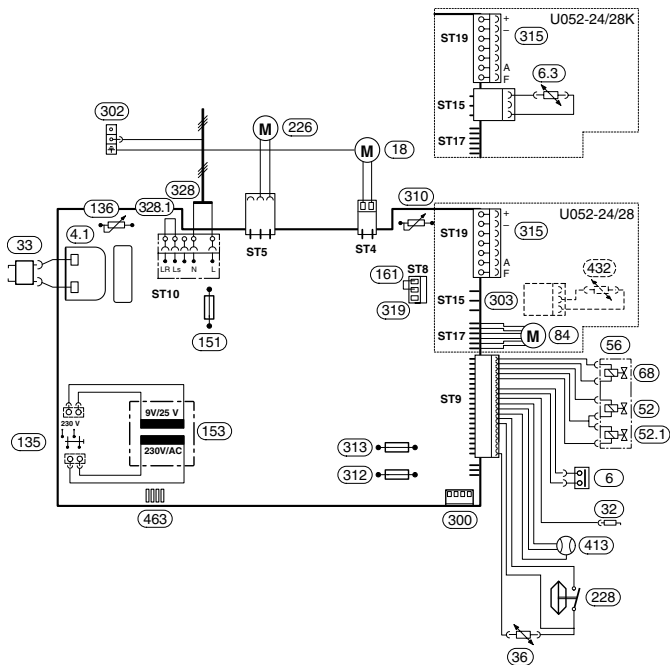 U052-24/28K
ST19
+
–
315
A
F
6.3
ST15
ST17
302
M
226
M
18
328
328.1
136
310
U052-24/28
ST19
+
–
315
A
F
4.1
33
LR Ls N L
ST10
ST5
ST4
ST8
161
319
ST15
303
432
151
ST17
M
84
56
68
ST9
52
52.1
9V/25 V
230V/AC
153
230 V
135
313
312
6
463
300
32
413
228
36